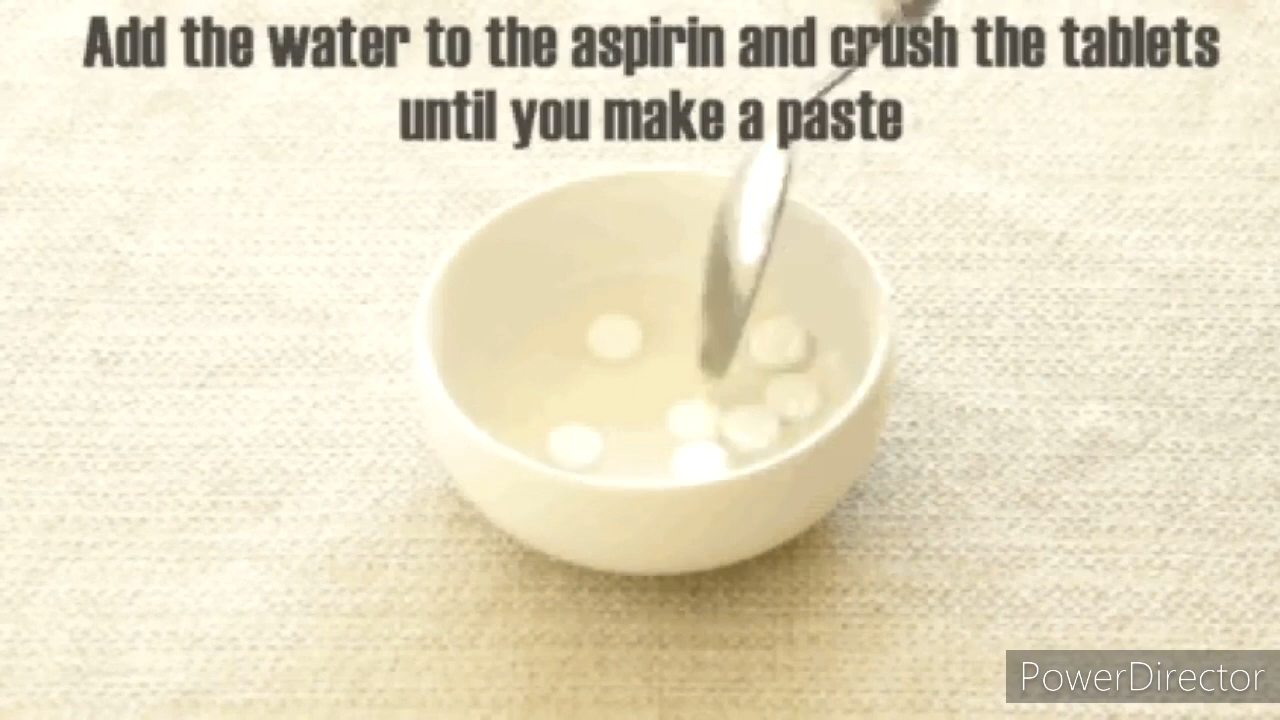 Add the water to the aspirin and crush the tablets
until you make a paste
PowerDirector